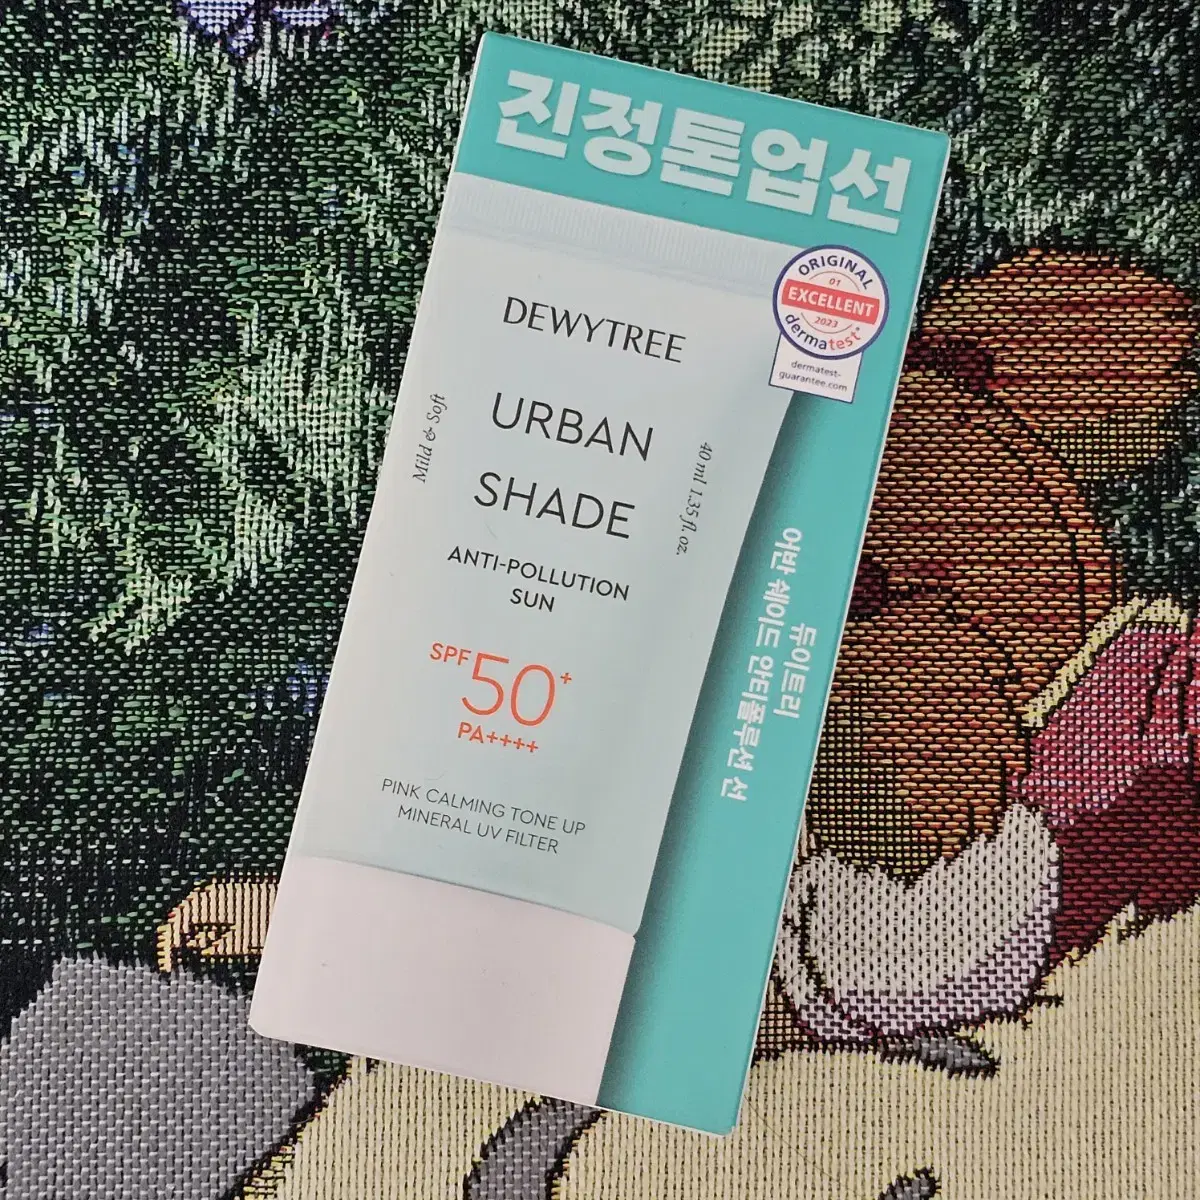 진정톤업선
ORIGINAL
01
EXCELLENT
2023
dermatest®
dermatest-
guarantee.com
DEWYTREE
URBAN
SHADE
Mild & Soft
40 ml 1.35 fl. oz.
ANTI-POLLUTION
SUN
SPF 50+
PA++++
PINK CALMING TONE UP
MINERAL UV FILTER
듀이트리
어반 쉐이드 안티폴루션 선